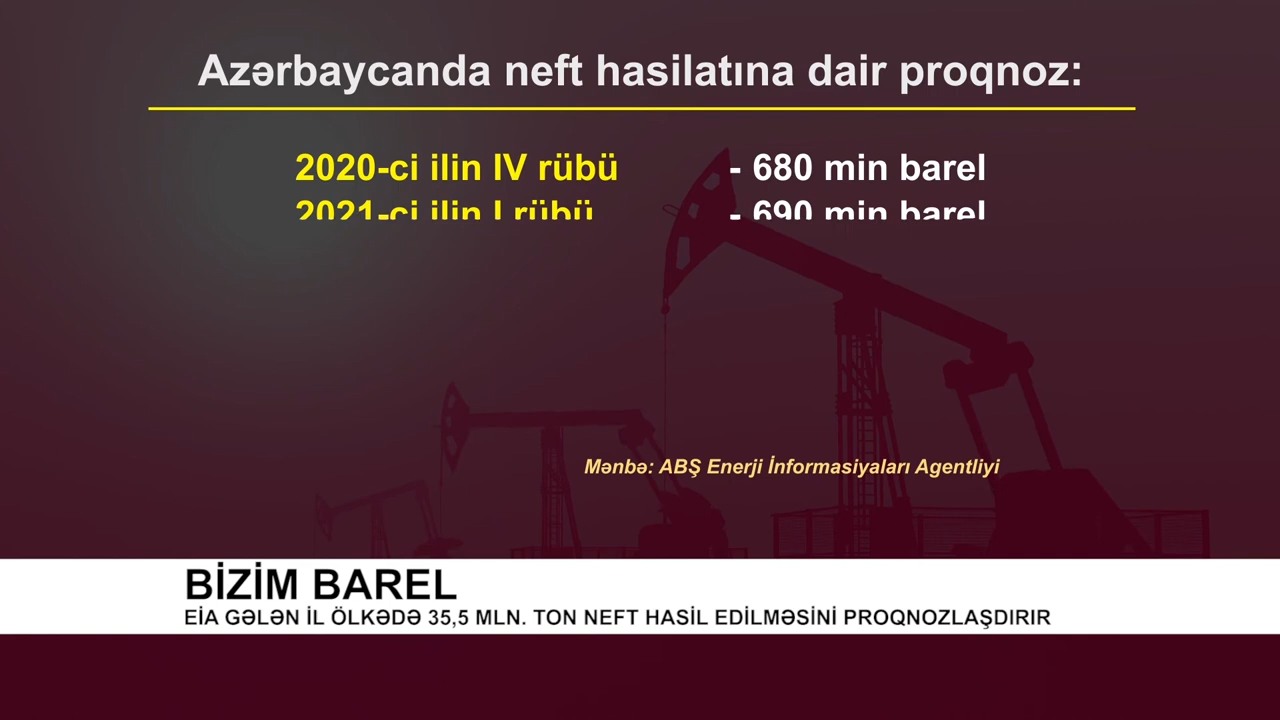 Azərbaycanda neft hasilatına dair proqnoz:
2020-ci ilin IV rübü - 680 min barel
2021-ci ilin I rübü - 690 min barel
Mənbə: ABŞ Enerji İnformasiyaları Agentliyi
BİZİM BAREL
EİA GƏLƏN İL ÖLKƏDƏ 35,5 MLN. TON NEFT HASİL EDİLMƏSİNİ PROQNOZLAŞDIRIR